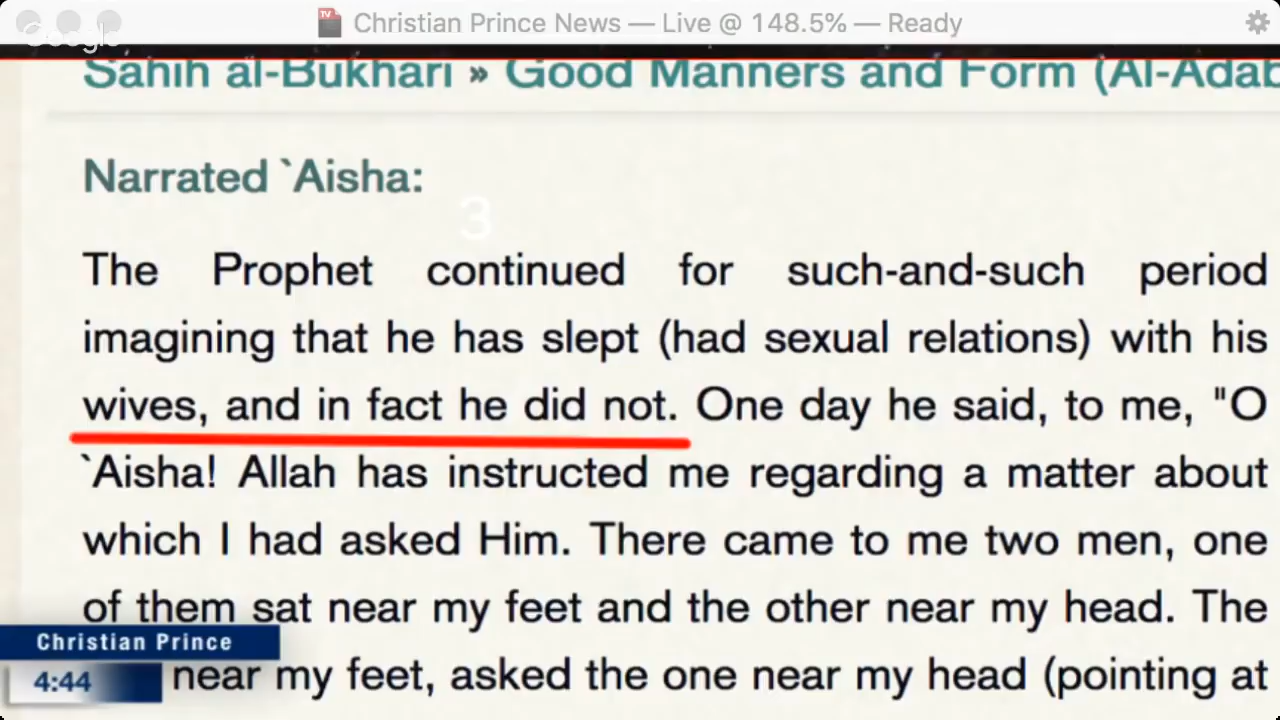 Christian Prince News — Live @ 148.5% — Ready
Google
Sahih al-Bukhari » Good Manners and Form (Al-Adab
Narrated `Aisha:
3
The Prophet continued for such-and-such period
imagining that he has slept (had sexual relations) with his
wives, and in fact he did not. One day he said, to me, "O
`Aisha! Allah has instructed me regarding a matter about
which I had asked Him. There came to me two men, one
of them sat near my feet and the other near my head. The
near my feet, asked the one near my head (pointing at
Christian Prince
4:44